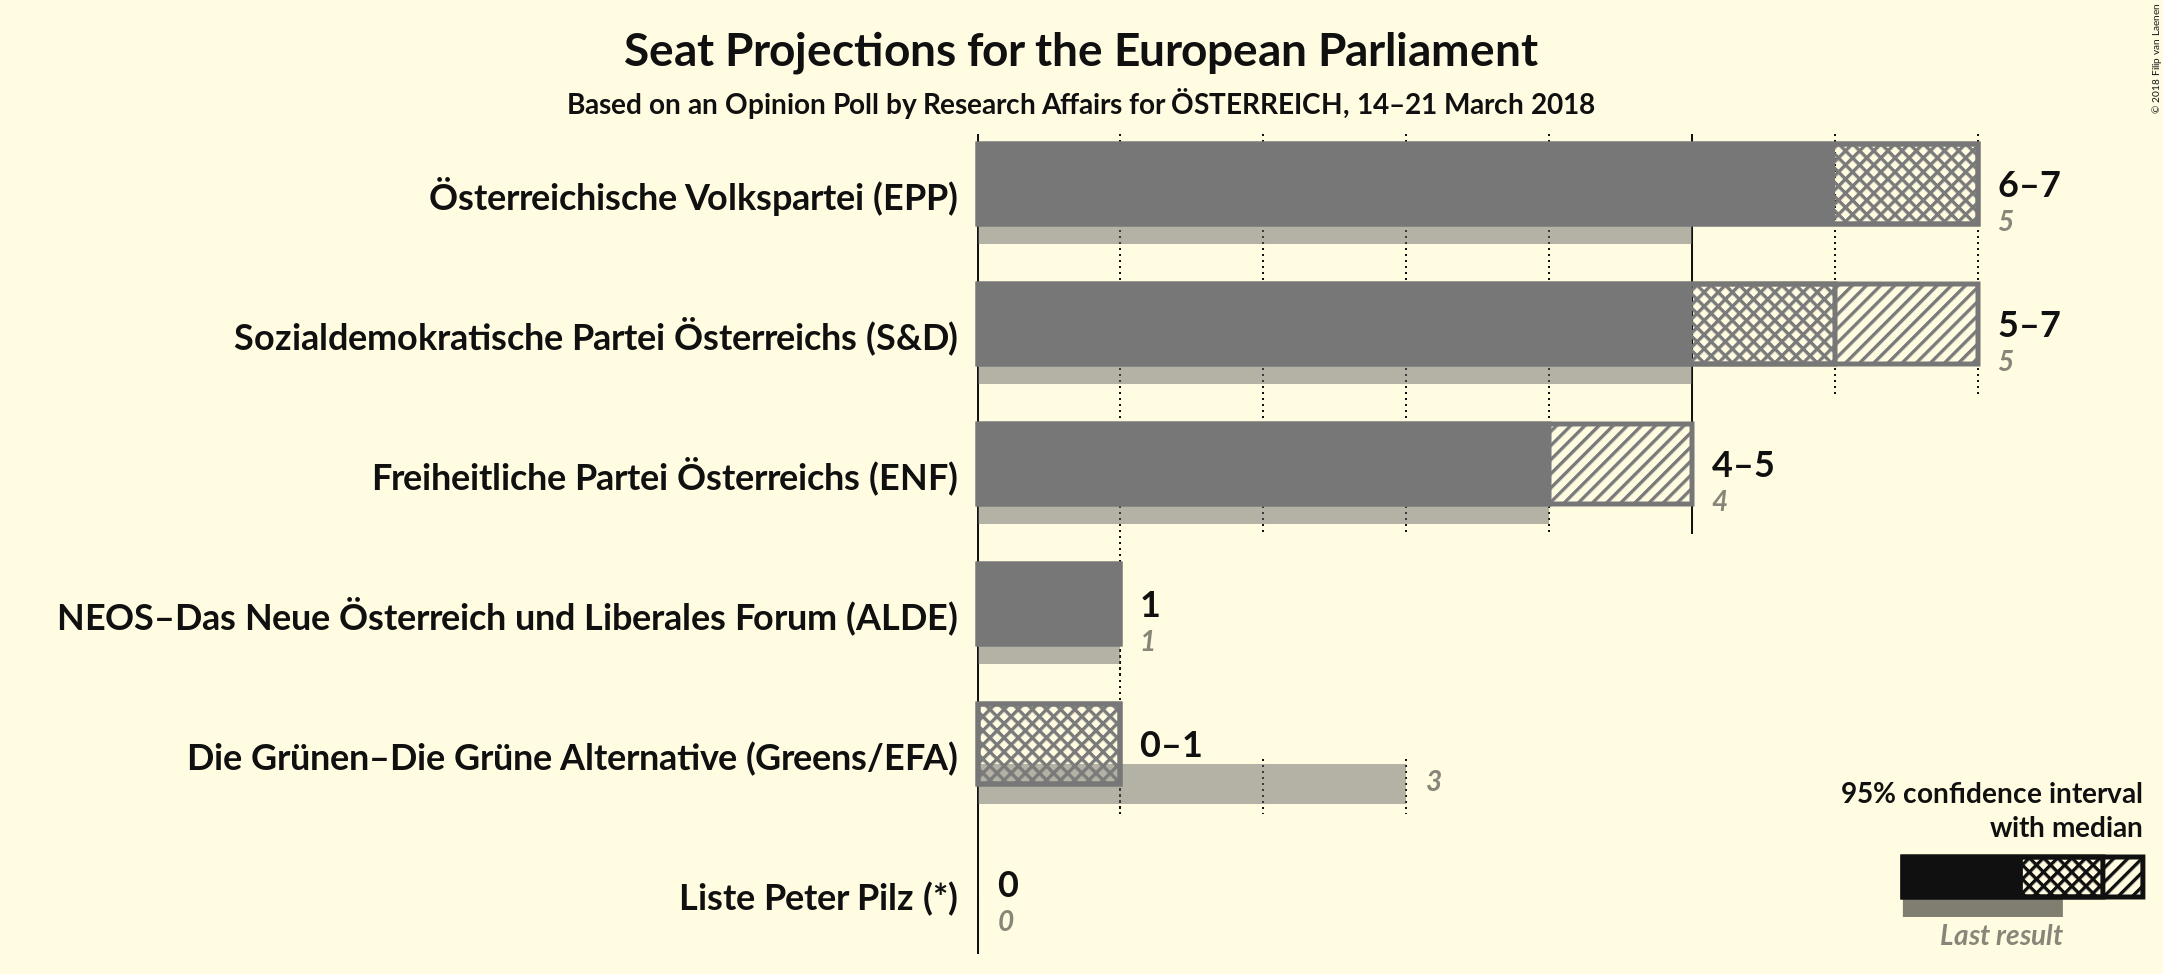 Seat Projections for the European Parliament
Based on an Opinion Poll by Research Affairs for ÖSTERREICH, 14–21 March 2018
© 2018 Filip van Laenen
Österreichische Volkspartei (EPP)
6–7
5
Sozialdemokratische Partei Österreichs (S&D)
5–7
5
Freiheitliche Partei Österreichs (ENF)
4–5
4
NEOS–Das Neue Österreich und Liberales Forum (ALDE)
1
1
Die Grünen–Die Grüne Alternative (Greens/EFA)
0–1
3
Liste Peter Pilz (*)
0
0
95% confidence interval
with median
Last result